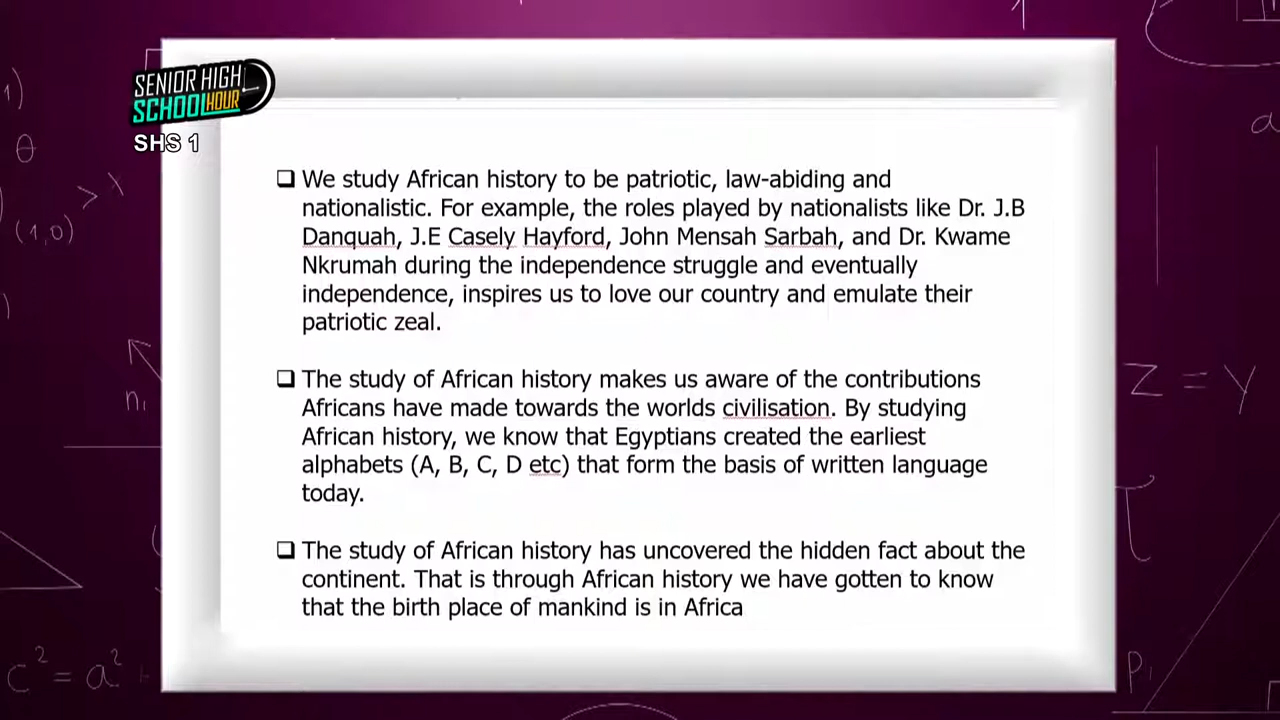 SENIOR HIGH
SCHOOL HOUR
SHS 1
❑ We study African history to be patriotic, law-abiding and
nationalistic. For example, the roles played by nationalists like Dr. J.B
Danquah, J.E Casely Hayford, John Mensah Sarbah, and Dr. Kwame
Nkrumah during the independence struggle and eventually
independence, inspires us to love our country and emulate their
patriotic zeal.
❑ The study of African history makes us aware of the contributions
Africans have made towards the worlds civilisation. By studying
African history, we know that Egyptians created the earliest
alphabets (A, B, C, D etc) that form the basis of written language
today.
❑ The study of African history has uncovered the hidden fact about the
continent. That is through African history we have gotten to know
that the birth place of mankind is in Africa
θ
(1,0)
n₁
c² = a² +
Z = Y
P₁